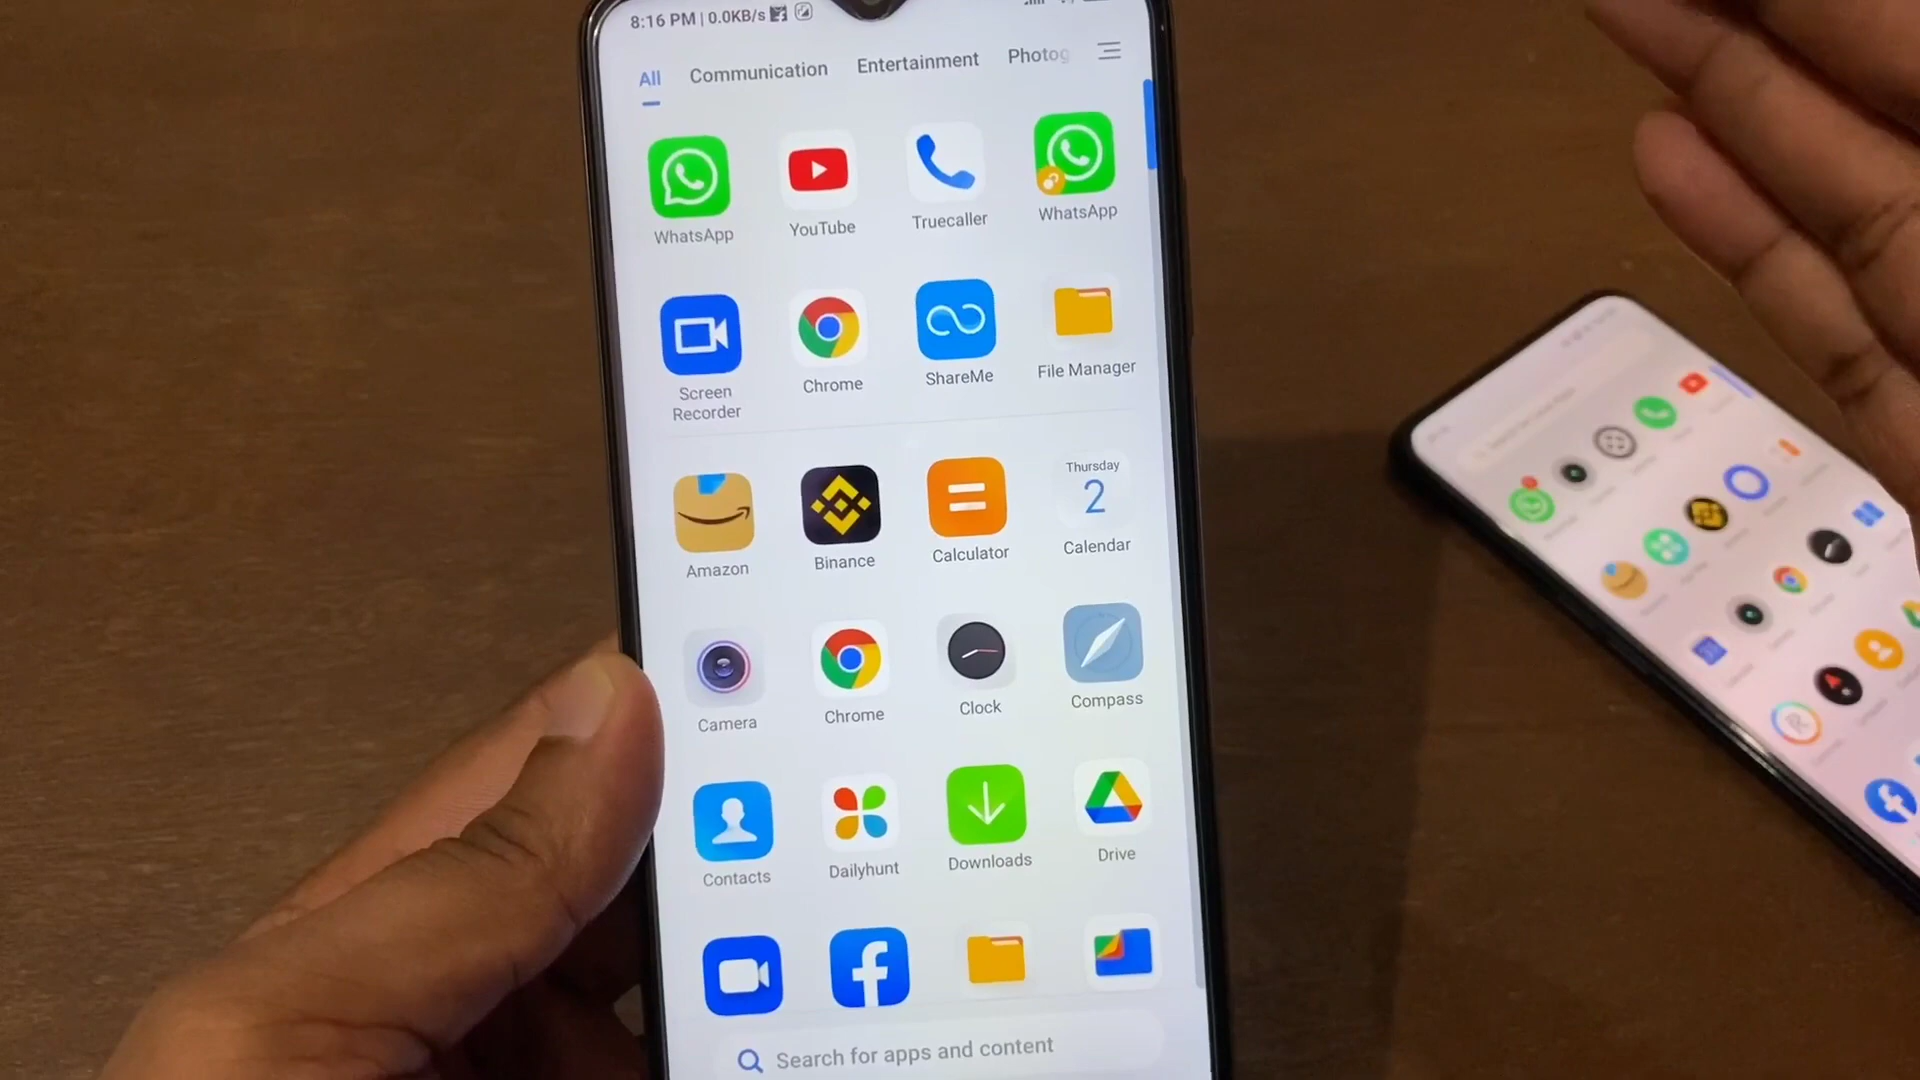 8:16 PM | 0.0KB/s
All Communication Entertainment Photog
WhatsApp YouTube Truecaller WhatsApp
Screen
Recorder
Chrome ShareMe File Manager
Thursday
2
Amazon Binance Calculator Calendar
Camera Chrome Clock Compass
Contacts Dailyhunt Downloads Drive
Search for apps and content